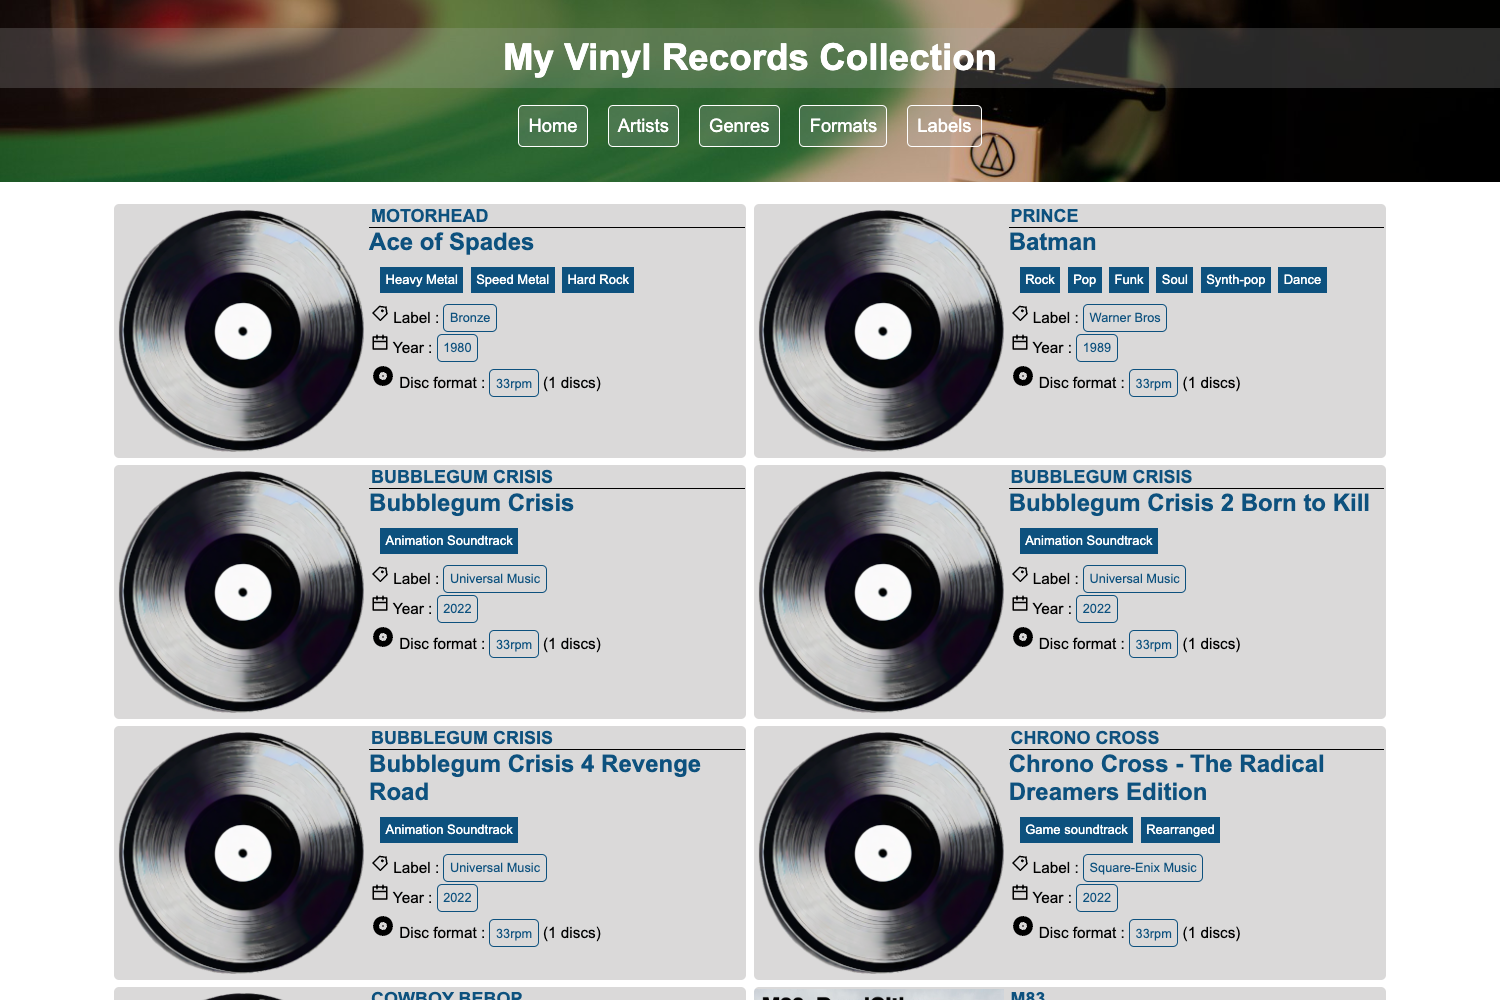 My Vinyl Records Collection
Home Artists Genres Formats Labels
MOTORHEAD
Ace of Spades
Heavy Metal Speed Metal Hard Rock
Label : Bronze
Year : 1980
Disc format : 33rpm (1 discs)
PRINCE
Batman
Rock Pop Funk Soul Synth-pop Dance
Label : Warner Bros
Year : 1989
Disc format : 33rpm (1 discs)
BUBBLEGUM CRISIS
Bubblegum Crisis
Animation Soundtrack
Label : Universal Music
Year : 2022
Disc format : 33rpm (1 discs)
BUBBLEGUM CRISIS
Bubblegum Crisis 2 Born to Kill
Animation Soundtrack
Label : Universal Music
Year : 2022
Disc format : 33rpm (1 discs)
BUBBLEGUM CRISIS
Bubblegum Crisis 4 Revenge
Road
Animation Soundtrack
Label : Universal Music
Year : 2022
Disc format : 33rpm (1 discs)
CHRONO CROSS
Chrono Cross - The Radical
Dreamers Edition
Game soundtrack Rearranged
Label : Square-Enix Music
Year : 2022
Disc format : 33rpm (1 discs)
COWBOY BEBOP
M83